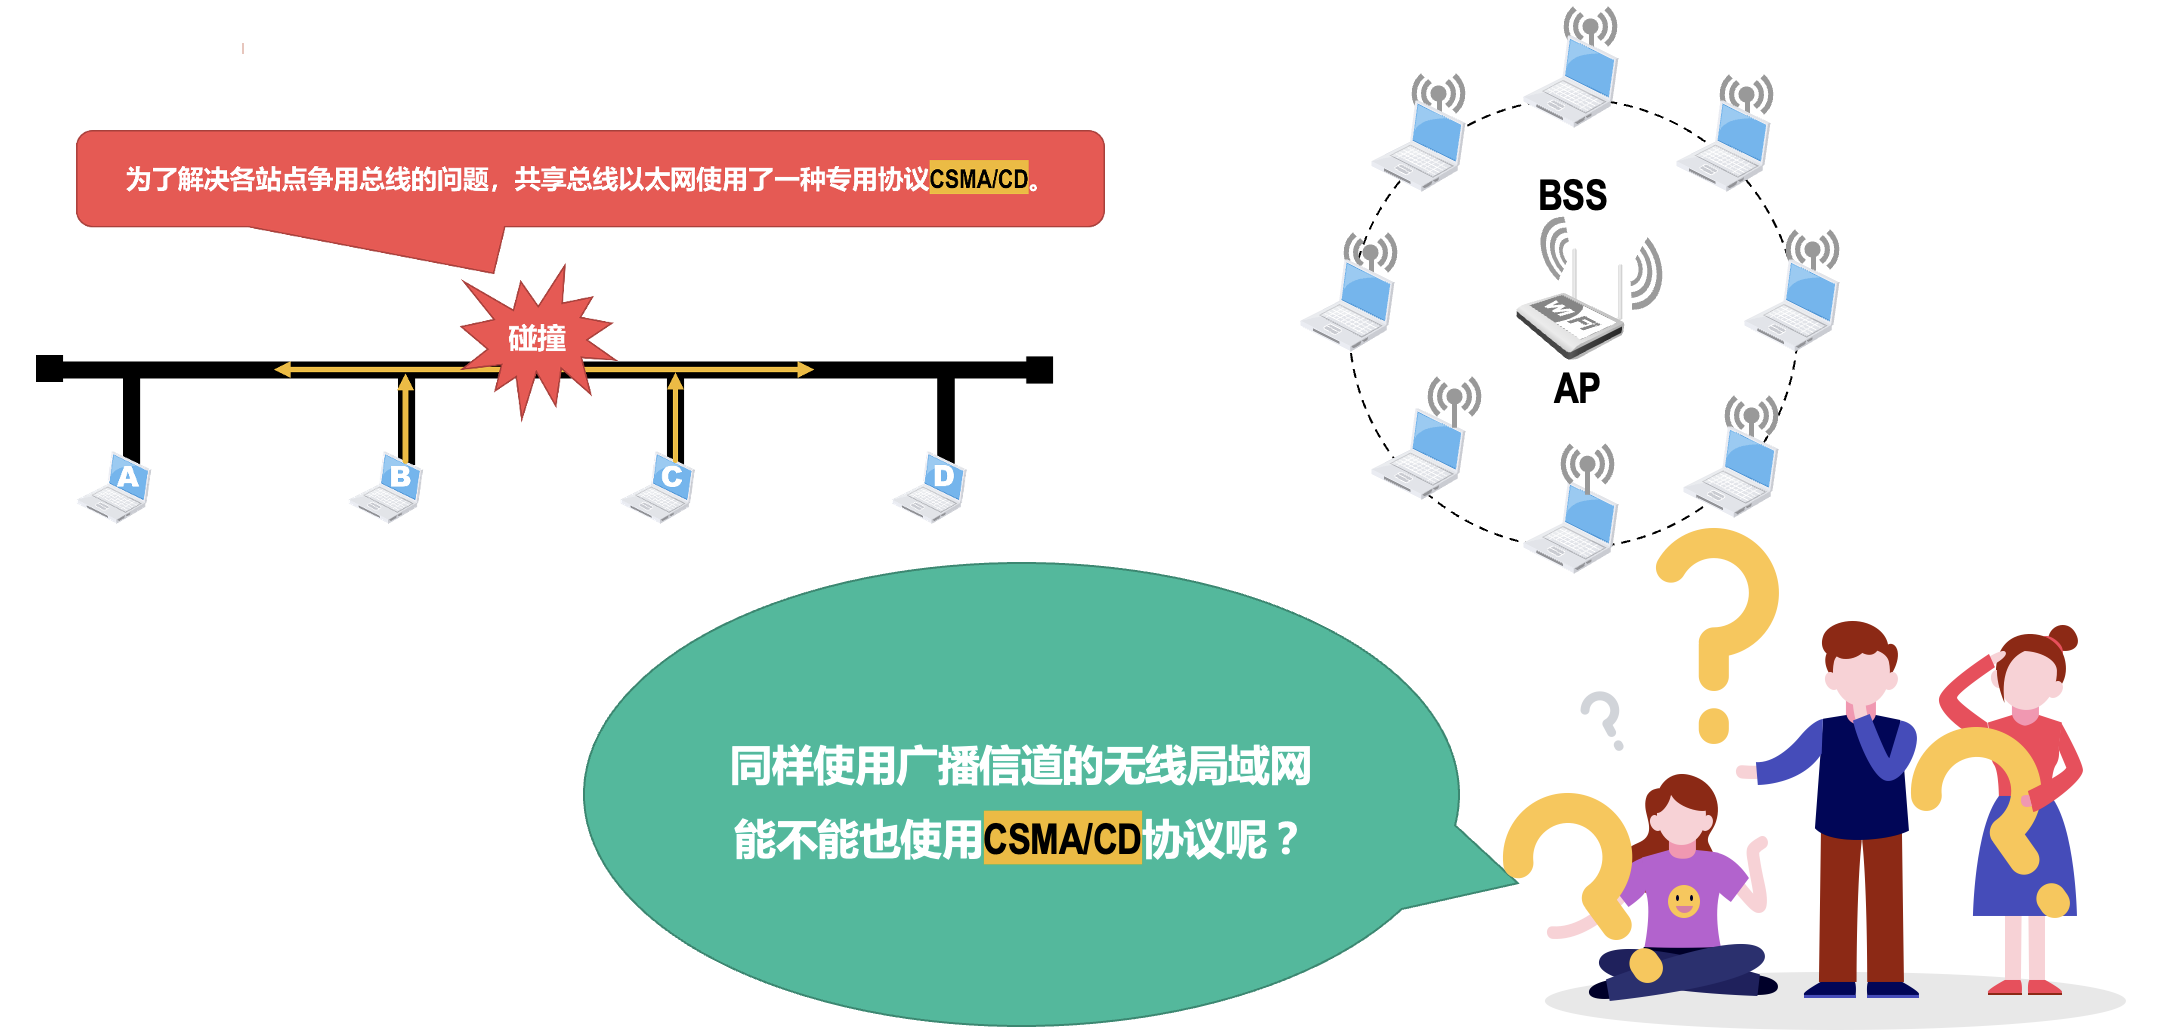 为了解决各站点争用总线的问题，共享总线以太网使用了一种专用协议CSMA/CD。
碰撞
A
B
C
D
BSS
WiFi
AP
同样使用广播信道的无线局域网
能不能也使用CSMA/CD协议呢？